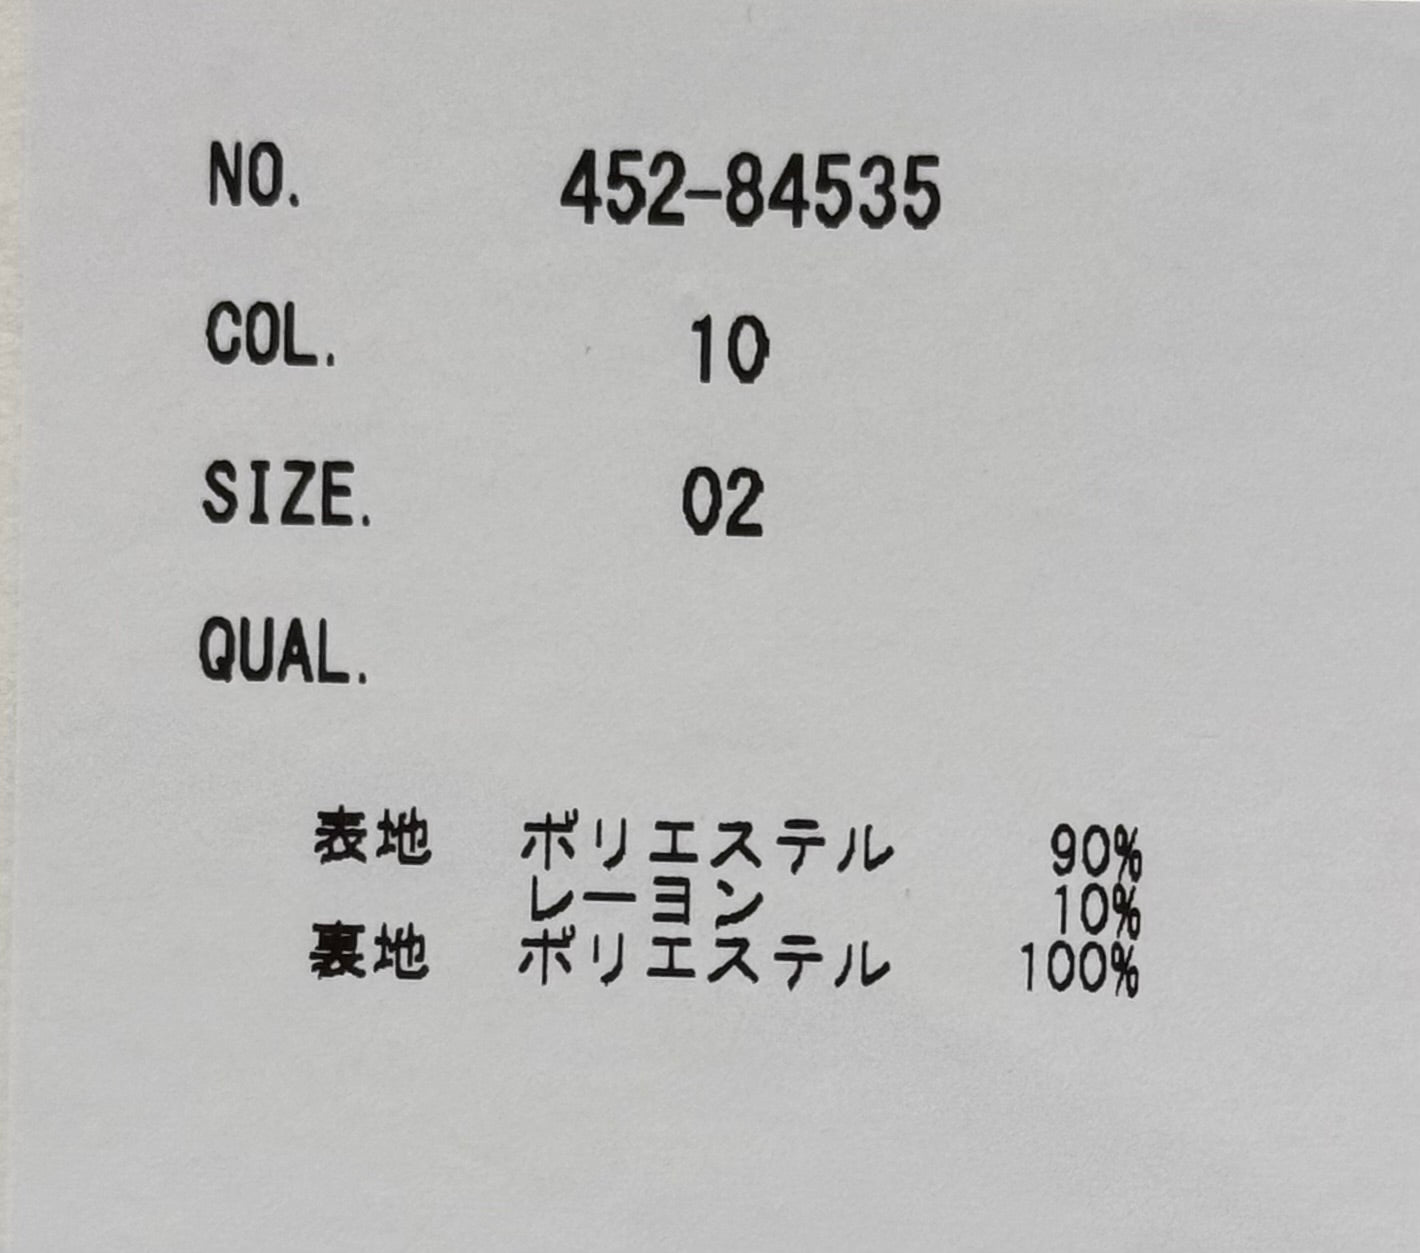 NO. 452-84535
COL. 10
SIZE. 02
QUAL.
表地 ポリエステル 90%
レーヨン 10%
裏地 ポリエステル 100%